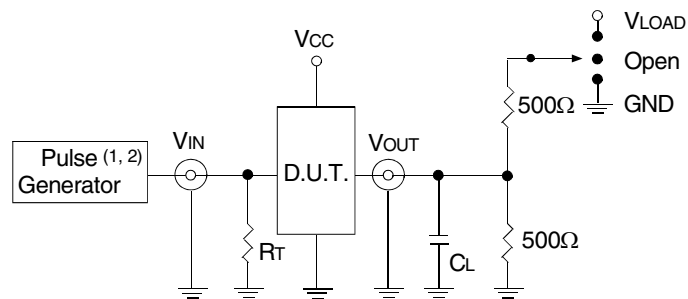 VLOAD
VCC
Open
500Ω
GND
VIN
VOUT
Pulse (1, 2)
Generator
D.U.T.
RT
CL
500Ω